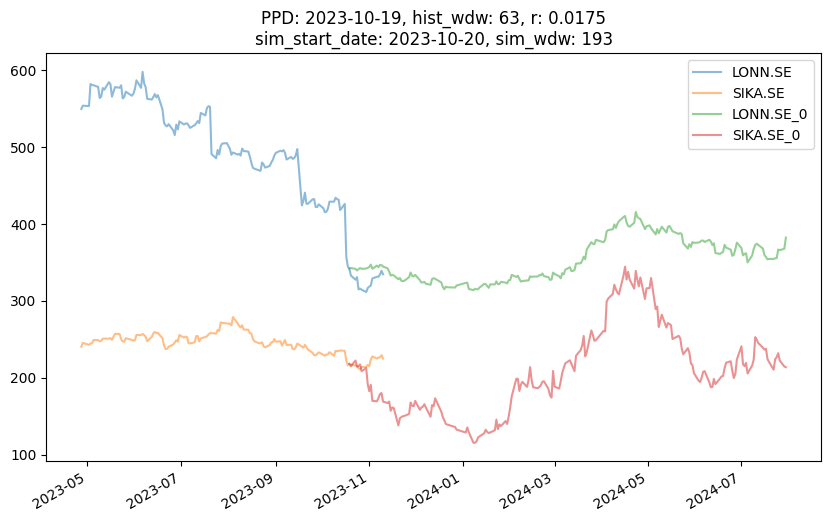 PPD: 2023-10-19, hist_wdw: 63, r: 0.0175
sim_start_date: 2023-10-20, sim_wdw: 193
LONN.SE
SIKA.SE
LONN.SE_0
SIKA.SE_0
600
500
400
300
200
100
2023-05
2023-07
2023-09
2023-11
2024-01
2024-03
2024-05
2024-07